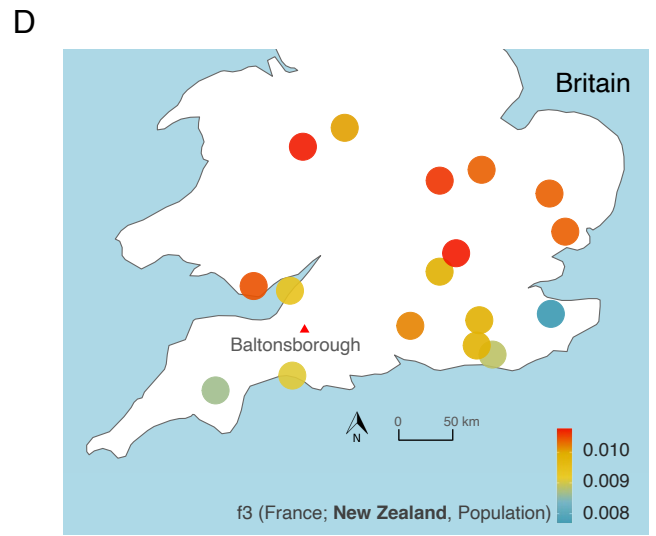 D
Britain
Baltonsborough
0 50 km
N
0.010
0.009
0.008
f3 (France; New Zealand, Population)